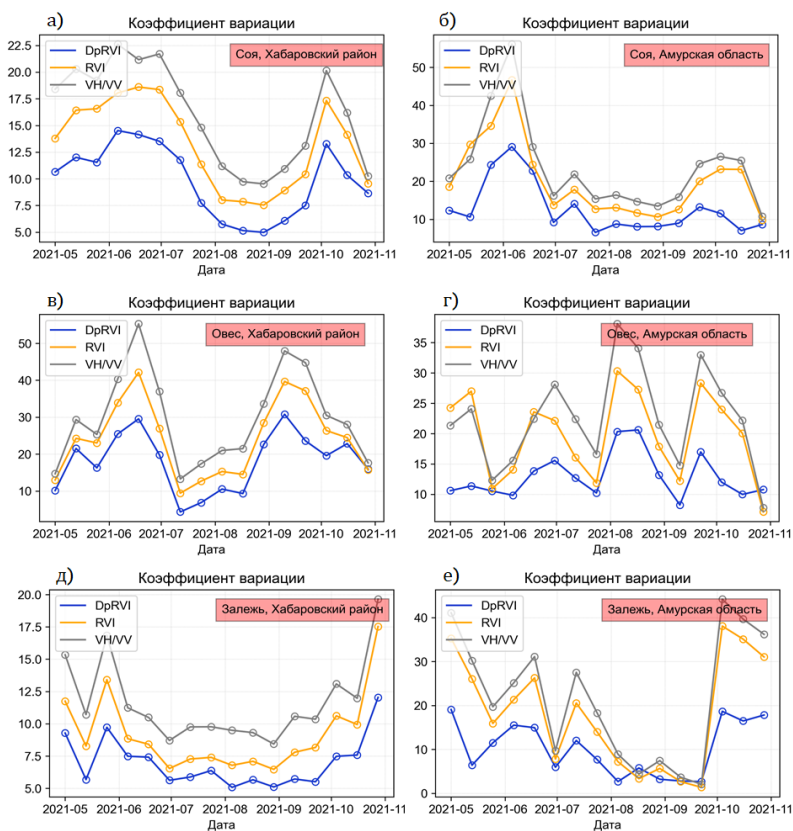 а)
Коэффициент вариации
DpRVI
RVI
VH/VV
Соя, Хабаровский район
22.5
20.0
17.5
15.0
12.5
10.0
7.5
5.0
2021-05 2021-06 2021-07 2021-08 2021-09 2021-10 2021-11
Дата
б)
Коэффициент вариации
DpRVI
RVI
VH/VV
Соя, Амурская область
50
40
30
20
10
2021-05 2021-06 2021-07 2021-08 2021-09 2021-10 2021-11
Дата
в)
Коэффициент вариации
DpRVI
RVI
VH/VV
Овес, Хабаровский район
50
40
30
20
10
2021-05 2021-06 2021-07 2021-08 2021-09 2021-10 2021-11
Дата
г)
Коэффициент вариации
DpRVI
RVI
VH/VV
Овес, Амурская область
35
30
25
20
15
10
2021-05 2021-06 2021-07 2021-08 2021-09 2021-10 2021-11
Дата
д)
Коэффициент вариации
DpRVI
RVI
VH/VV
Залежь, Хабаровский район
20.0
17.5
15.0
12.5
10.0
7.5
5.0
2021-05 2021-06 2021-07 2021-08 2021-09 2021-10 2021-11
Дата
е)
Коэффициент вариации
DpRVI
RVI
VH/VV
Залежь, Амурская область
40
30
20
10
0
2021-05 2021-06 2021-07 2021-08 2021-09 2021-10 2021-11
Дата